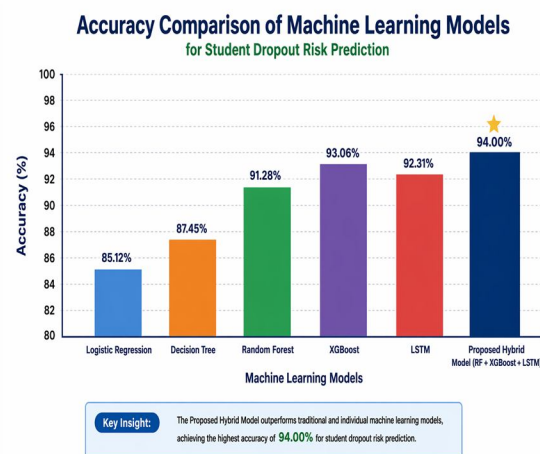 Accuracy Comparison of Machine Learning Models
for Student Dropout Risk Prediction
Accuracy (%)
100
98
96
94
92
90
88
86
84
82
80
85.12%
87.45%
91.28%
93.06%
92.31%
94.00%
Logistic Regression
Decision Tree
Random Forest
XGBoost
LSTM
Proposed Hybrid
Model (RF + XGBoost + LSTM)
Machine Learning Models
Key Insight:
The Proposed Hybrid Model outperforms traditional and individual machine learning models,
achieving the highest accuracy of 94.00% for student dropout risk prediction.